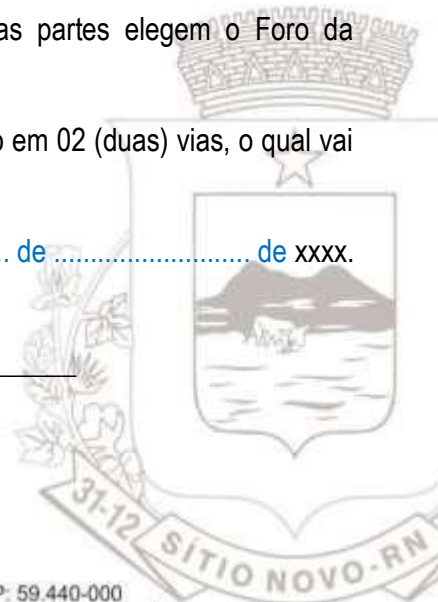 as partes elegem o Foro da
o em 02 (duas) vias, o qual vai
.. de ............................ de xxxx.
31-12 SÍTIO NOVO-RN
P: 59.440-000